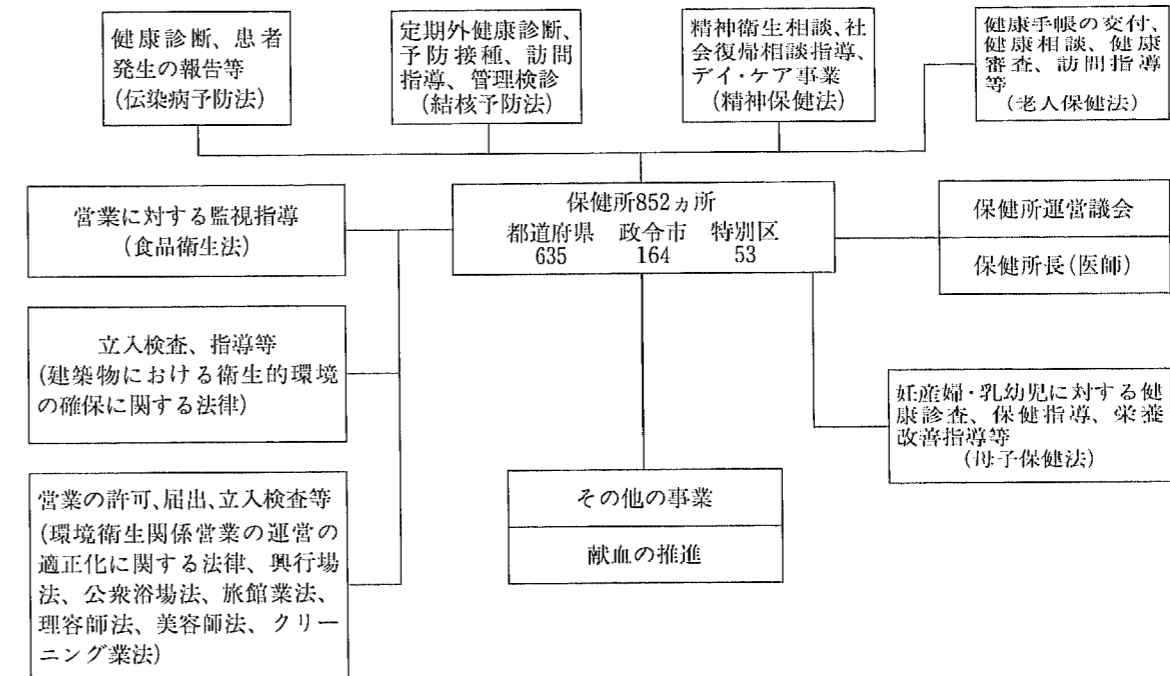 健康診断、患者
発生の報告等
(伝染病予防法)
定期外健康診断、
予防接種、訪問
指導、管理検診
(結核予防法)
精神衛生相談、社
会復帰相談指導、
デイ・ケア事業
(精神保健法)
健康手帳の交付、
健康相談、健康
審査、訪問指導
等
(老人保健法)
営業に対する監視指導
(食品衛生法)
保健所852ヵ所
都道府県 政令市 特別区
635 164 53
保健所運営議会
保健所長(医師)
立入検査、指導等
(建築物における衛生的環境
の確保に関する法律)
妊産婦・乳幼児に対する健
康診査、保健指導、栄養
改善指導等
(母子保健法)
営業の許可、届出、立入検査等
(環境衛生関係営業の運営の
適正化に関する法律、興行場
法、公衆浴場法、旅館業法、
理容師法、美容師法、クリー
ニング業法)
その他の事業
献血の推進